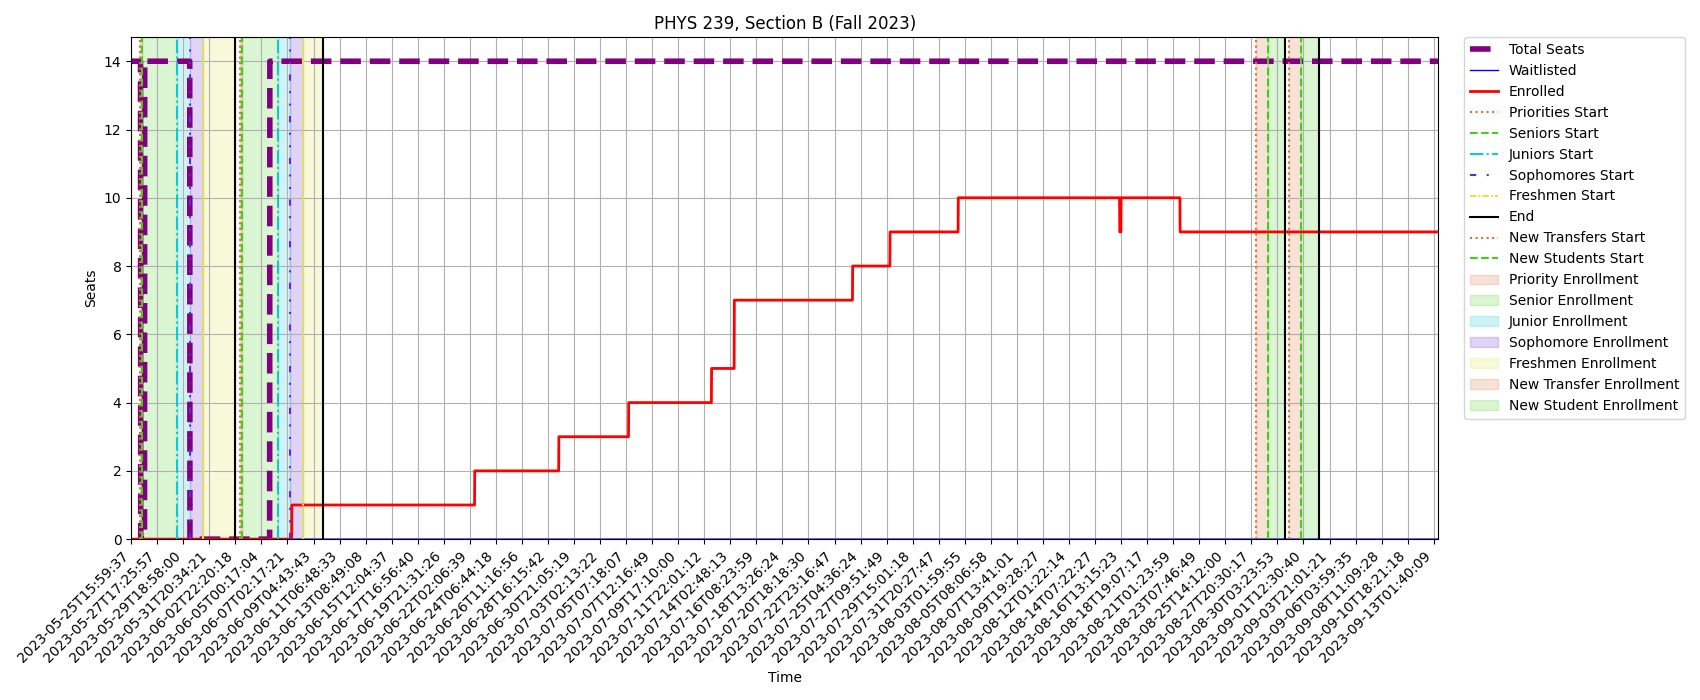 PHYS 239, Section B (Fall 2023)
Seats
14
12
10
8
6
4
2
0
2023-05-25T15:59:37
2023-05-27T17:25:57
2023-05-29T18:58:00
2023-05-31T20:34:21
2023-06-02T22:20:18
2023-06-05T00:17:04
2023-06-07T02:17:21
2023-06-09T04:43:43
2023-06-11T06:48:33
2023-06-13T08:49:08
2023-06-15T12:04:37
2023-06-17T16:56:40
2023-06-19T21:31:26
2023-06-22T02:06:39
2023-06-24T06:44:18
2023-06-26T11:16:56
2023-06-28T16:15:42
2023-06-30T21:05:19
2023-07-03T02:13:22
2023-07-05T07:18:07
2023-07-07T12:16:49
2023-07-09T17:10:00
2023-07-11T22:01:12
2023-07-14T02:48:13
2023-07-16T08:23:59
2023-07-18T13:26:24
2023-07-20T18:18:30
2023-07-22T23:16:47
2023-07-25T04:36:24
2023-07-27T09:51:49
2023-07-29T15:01:18
2023-07-31T20:27:47
2023-08-03T01:59:55
2023-08-05T08:06:58
2023-08-07T13:41:01
2023-08-09T19:28:27
2023-08-12T01:22:14
2023-08-14T07:22:27
2023-08-16T13:15:23
2023-08-18T19:07:17
2023-08-21T01:23:59
2023-08-23T07:46:49
2023-08-25T14:12:00
2023-08-27T20:30:17
2023-08-30T03:23:53
2023-09-01T12:30:40
2023-09-03T21:01:21
2023-09-06T03:59:35
2023-09-08T11:09:28
2023-09-10T18:21:18
2023-09-13T01:40:09
Time
Total Seats
Waitlisted
Enrolled
Priorities Start
Seniors Start
Juniors Start
Sophomores Start
Freshmen Start
End
New Transfers Start
New Students Start
Priority Enrollment
Senior Enrollment
Junior Enrollment
Sophomore Enrollment
Freshmen Enrollment
New Transfer Enrollment
New Student Enrollment